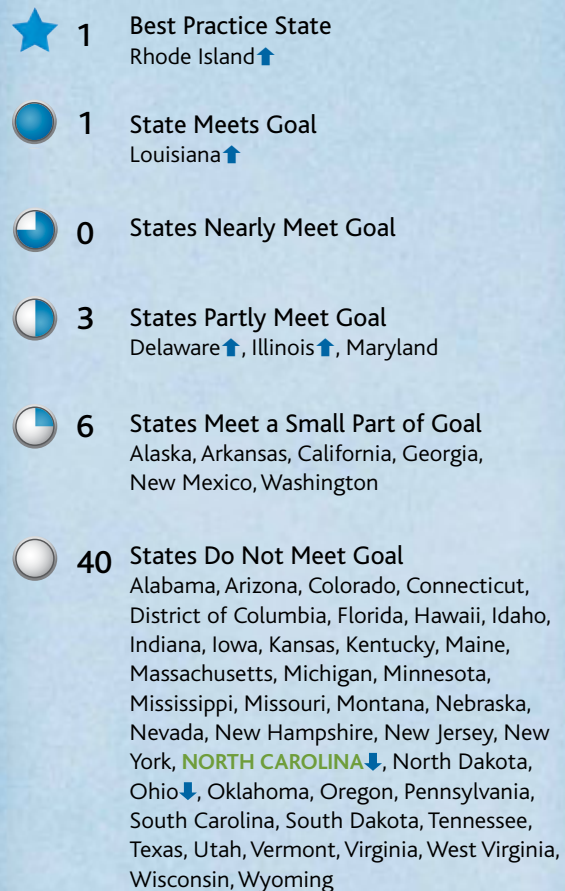 1 Best Practice State
Rhode Island⬆
1 State Meets Goal
Louisiana⬆
0 States Nearly Meet Goal
3 States Partly Meet Goal
Delaware⬆, Illinois⬆, Maryland
6 States Meet a Small Part of Goal
Alaska, Arkansas, California, Georgia,
New Mexico, Washington
40 States Do Not Meet Goal
Alabama, Arizona, Colorado, Connecticut,
District of Columbia, Florida, Hawaii, Idaho,
Indiana, Iowa, Kansas, Kentucky, Maine,
Massachusetts, Michigan, Minnesota,
Mississippi, Missouri, Montana, Nebraska,
Nevada, New Hampshire, New Jersey, New
York, NORTH CAROLINA⬇, North Dakota,
Ohio⬇, Oklahoma, Oregon, Pennsylvania,
South Carolina, South Dakota, Tennessee,
Texas, Utah, Vermont, Virginia, West Virginia,
Wisconsin, Wyoming